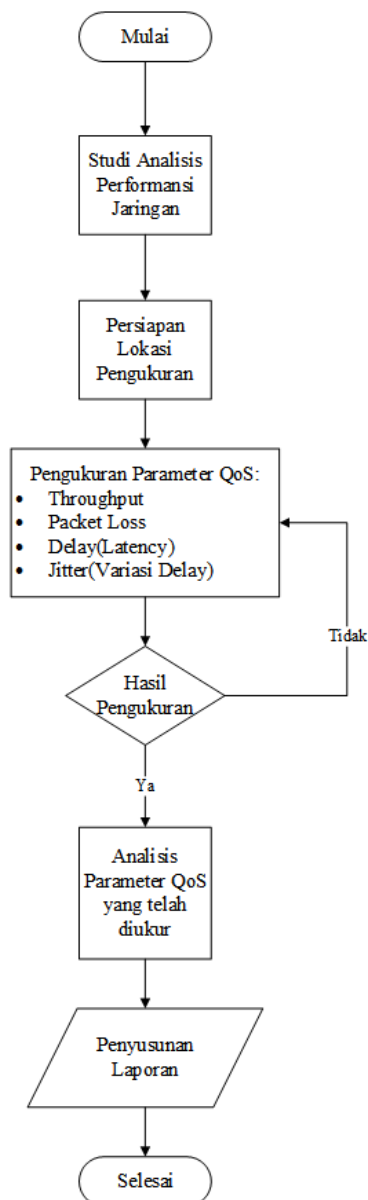 Mulai
Studi Analisis
Performansi
Jaringan
Persiapan
Lokasi
Pengukuran
Pengukuran Parameter QoS:
• Throughput
• Packet Loss
• Delay(Latency)
• Jitter(Variasi Delay)
Tidak
Hasil
Pengukuran
Ya
Analisis
Parameter QoS
yang telah
diukur
Penyusunan
Laporan
Selesai